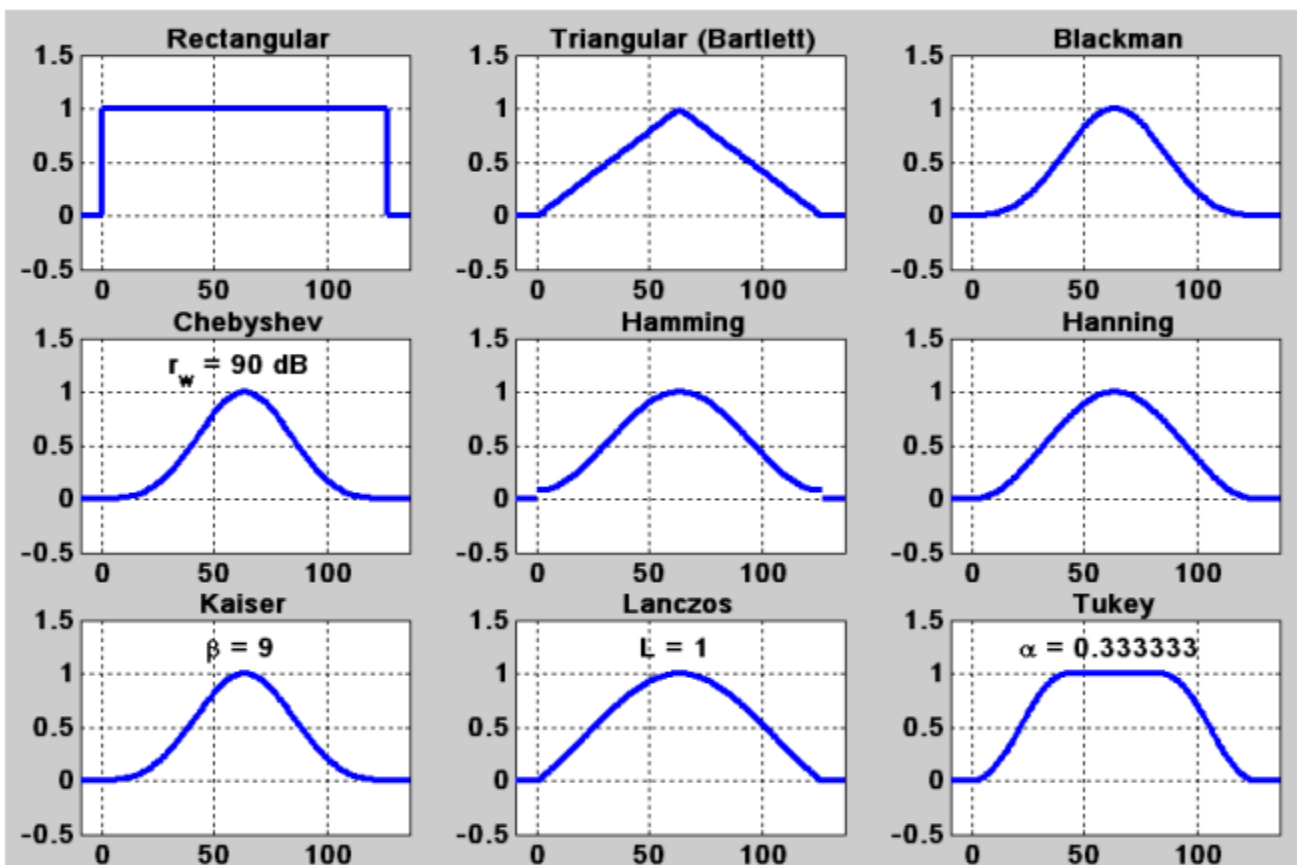 Rectangular
1.5
1
0.5
0
-0.5
0 50 100
Triangular (Bartlett)
1.5
1
0.5
0
-0.5
0 50 100
Blackman
1.5
1
0.5
0
-0.5
0 50 100
Chebyshev
r_w = 90 dB
1.5
1
0.5
0
-0.5
0 50 100
Hamming
1.5
1
0.5
0
-0.5
0 50 100
Hanning
1.5
1
0.5
0
-0.5
0 50 100
Kaiser
β = 9
1.5
1
0.5
0
-0.5
0 50 100
Lanczos
L = 1
1.5
1
0.5
0
-0.5
0 50 100
Tukey
α = 0.333333
1.5
1
0.5
0
-0.5
0 50 100